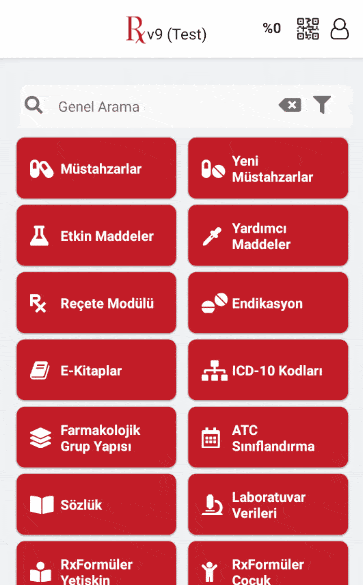 Rx v9 (Test)
%0
Genel Arama
Müstahzarlar
Yeni
Müstahzarlar
Etkin Maddeler
Yardımcı
Maddeler
Reçete Modülü
Endikasyon
E-Kitaplar
ICD-10 Kodları
Farmakolojik
Grup Yapısı
ATC
Sınıflandırma
Sözlük
Laboratuvar
Verileri
RxFormüler
Yetişkin
RxFormüler
Çocuk